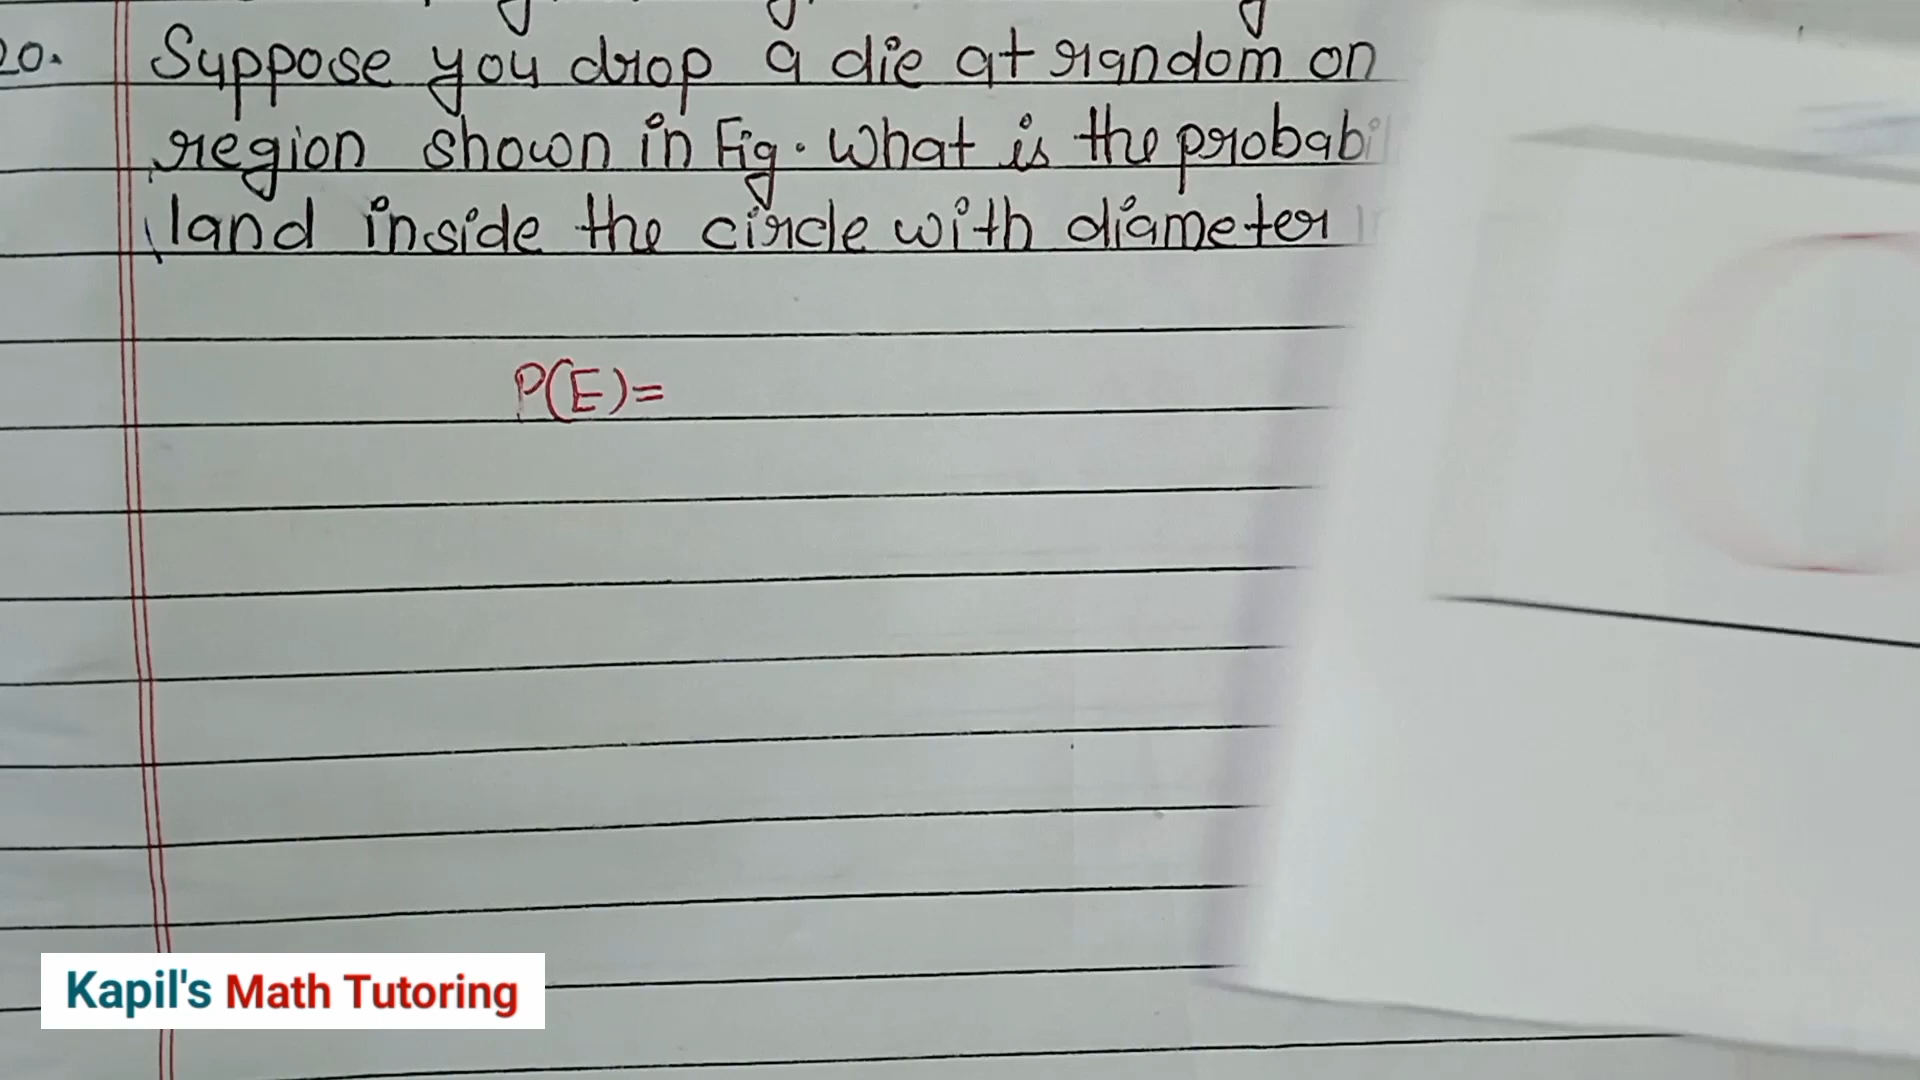 20. Suppose you drop a die at random on
region shown in Fig. what is the probabi
land inside the circle with diameter
P(E)=
Kapil's Math Tutoring